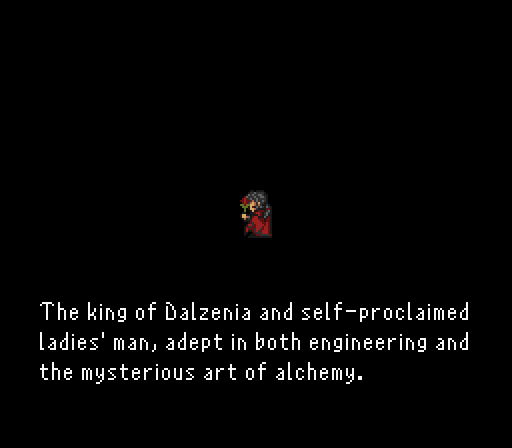 The king of Dalzenia and self-proclaimed
ladies' man, adept in both engineering and
the mysterious art of alchemy.